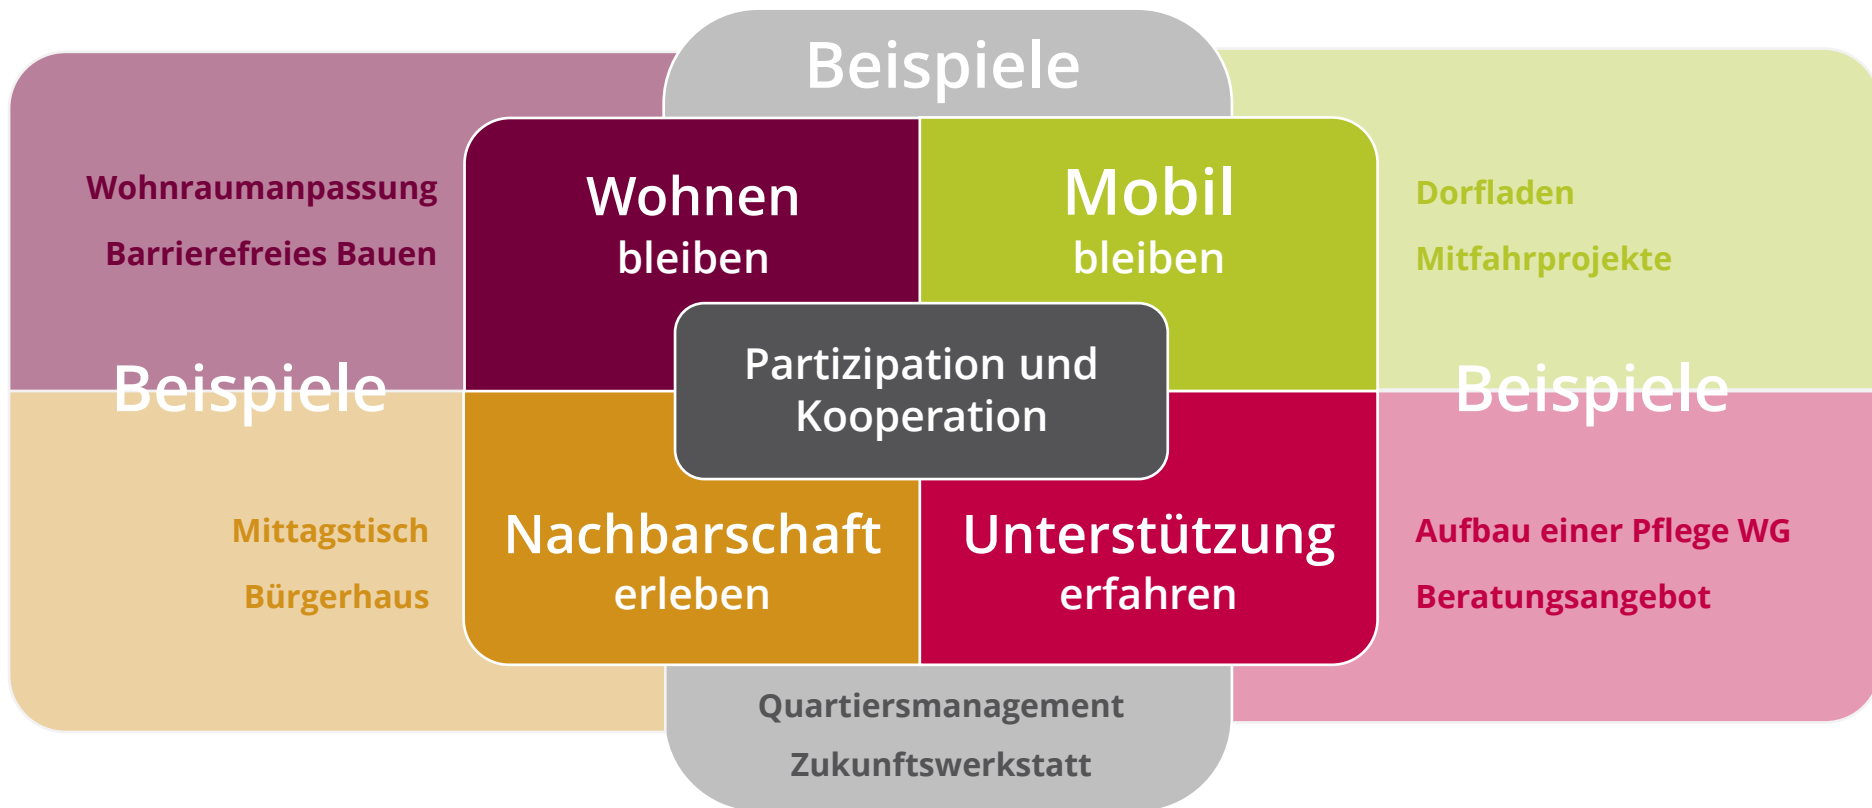 Beispiele
Wohnraumanpassung
Barrierefreies Bauen
Wohnen
bleiben
Mobil
bleiben
Dorfladen
Mitfahrprojekte
Beispiele
Partizipation und
Kooperation
Beispiele
Mittagstisch
Bürgerhaus
Nachbarschaft
erleben
Unterstützung
erfahren
Aufbau einer Pflege WG
Beratungsangebot
Quartiersmanagement
Zukunftswerkstatt